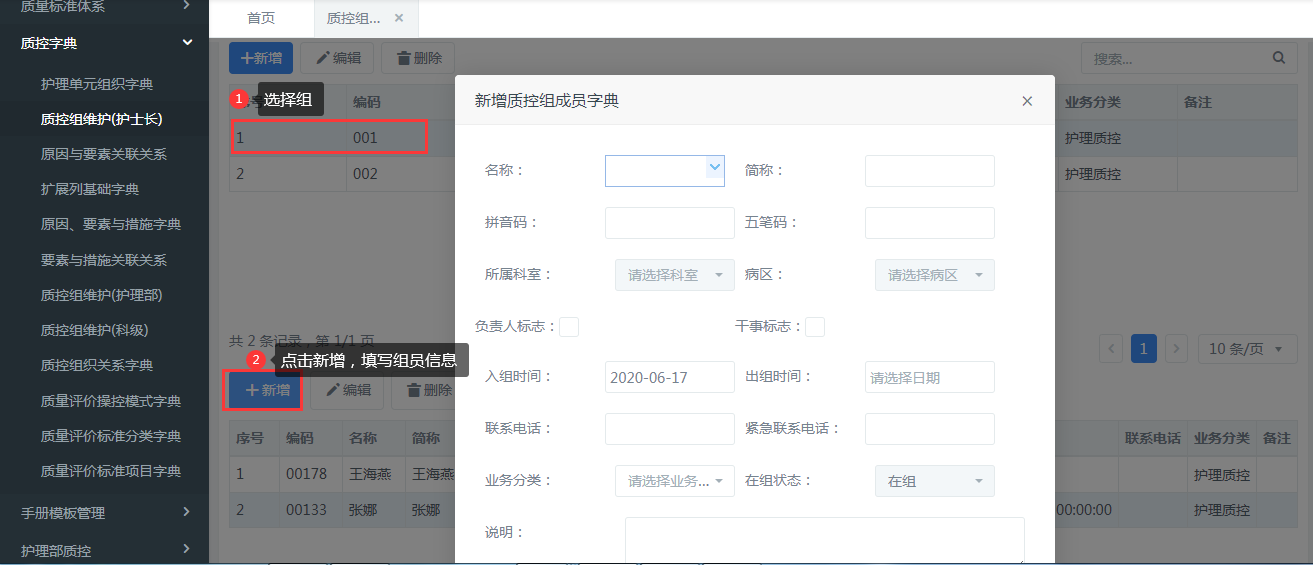 质量标准体系
质控字典
护理单元组织字典
质控组维护(护士长)
原因与要素关联关系
扩展列基础字典
原因、要素与措施字典
要素与措施关联关系
质控组维护(护理部)
质控组维护(科级)
质控组织关系字典
质量评价操控模式字典
质量评价标准分类字典
质量评价标准项目字典
手册模板管理
护理部质控
首页 质控组... ×
+新增 编辑 删除 搜索...
1 选择组
编码 业务分类 备注
1 001 护理质控
2 002 护理质控
共 2 条记录，第 1/1 页
1 10 条/页
2 点击新增，填写组员信息
+新增 编辑 删除
序号 编码 名称 简称 联系电话 业务分类 备注
1 00178 王海燕 王海燕 护理质控
2 00133 张娜 张娜 00:00:00 护理质控
新增质控组成员字典 ×
名称： 简称：
拼音码： 五笔码：
所属科室： 请选择科室 病区： 请选择病区
负责人标志： 干事标志：
入组时间： 2020-06-17 出组时间： 请选择日期
联系电话： 紧急联系电话：
业务分类： 请选择业务... 在组状态： 在组
说明：